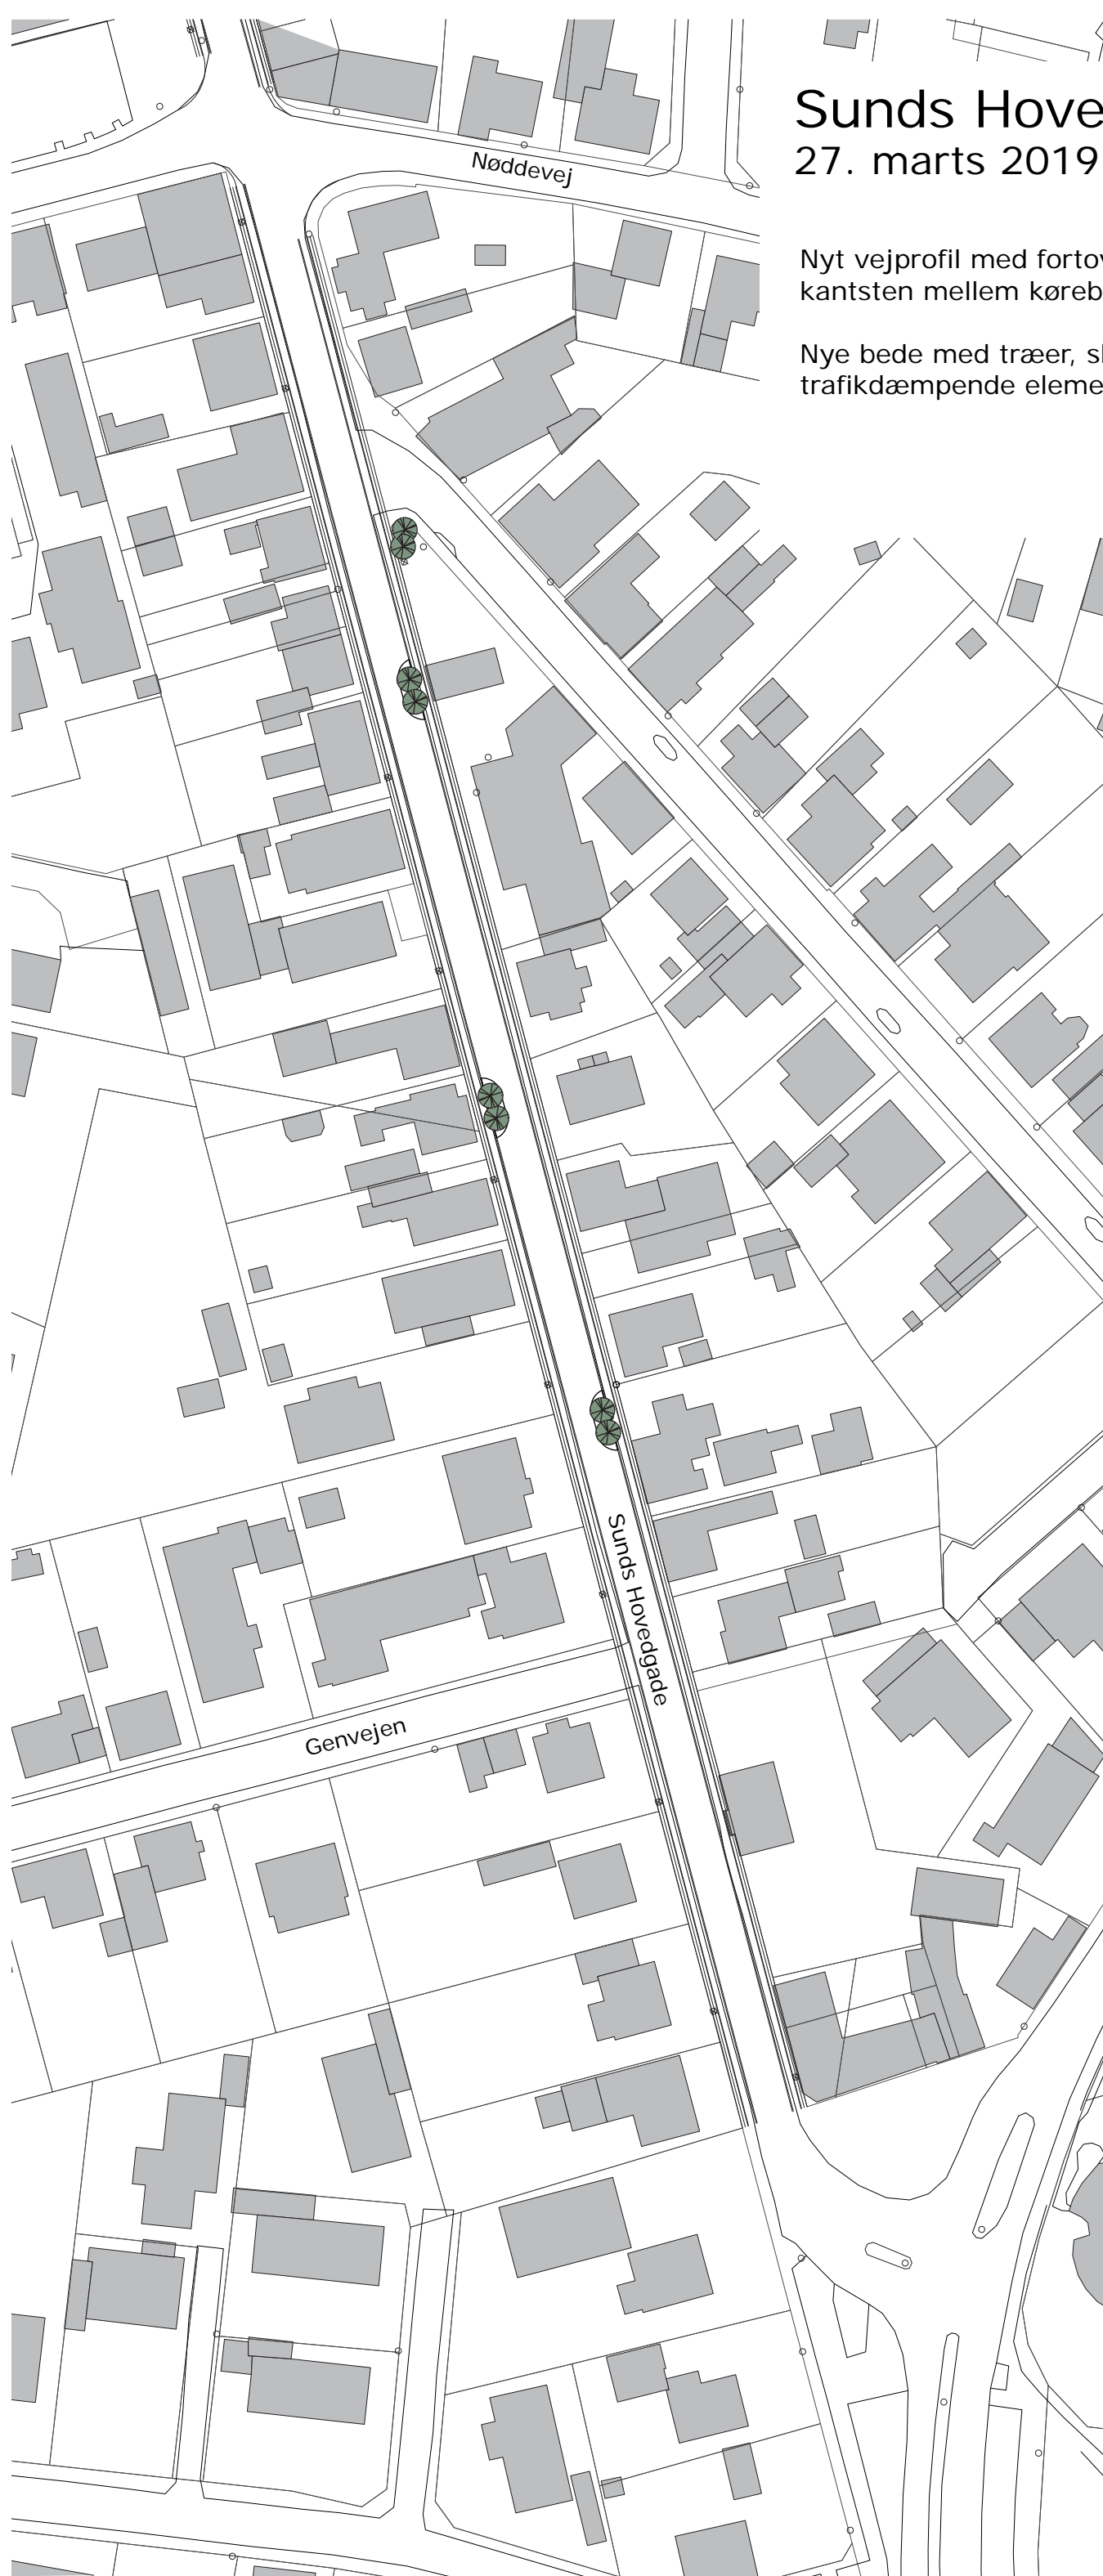 Sunds Hove
27. marts 2019
Nøddevej
Nyt vejprofil med fortov
kantsten mellem køreb
Nye bede med træer, sk
trafikdæmpende eleme
Sunds Hovedgade
Genvejen